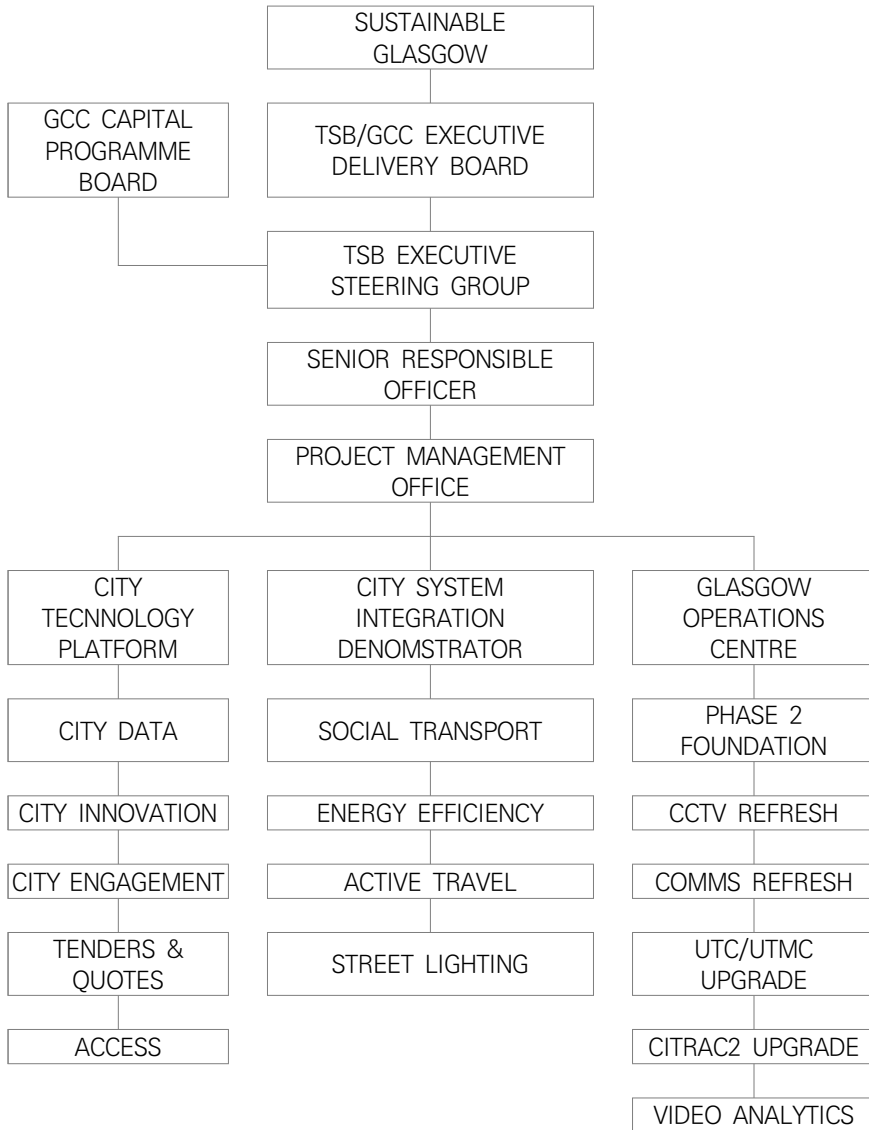 SUSTAINABLE
GLASGOW
GCC CAPITAL
PROGRAMME
BOARD
TSB/GCC EXECUTIVE
DELIVERY BOARD
TSB EXECUTIVE
STEERING GROUP
SENIOR RESPONSIBLE
OFFICER
PROJECT MANAGEMENT
OFFICE
CITY
TECNNOLOGY
PLATFORM
CITY DATA
CITY INNOVATION
CITY ENGAGEMENT
TENDERS &
QUOTES
ACCESS
CITY SYSTEM
INTEGRATION
DENOMSTRATOR
SOCIAL TRANSPORT
ENERGY EFFICIENCY
ACTIVE TRAVEL
STREET LIGHTING
GLASGOW
OPERATIONS
CENTRE
PHASE 2
FOUNDATION
CCTV REFRESH
COMMS REFRESH
UTC/UTMC
UPGRADE
CITRAC2 UPGRADE
VIDEO ANALYTICS